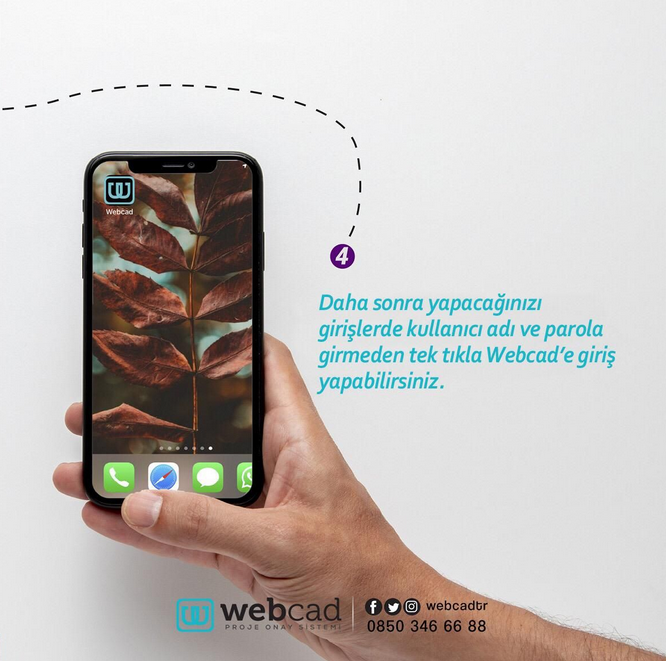 Webcad
4
Daha sonra yapacağınızı
girişlerde kullanıcı adı ve parola
girmeden tek tıkla Webcad’e giriş
yapabilirsiniz.
webcad
PROJE ONAY SİSTEMİ
webcadtr
0850 346 66 88